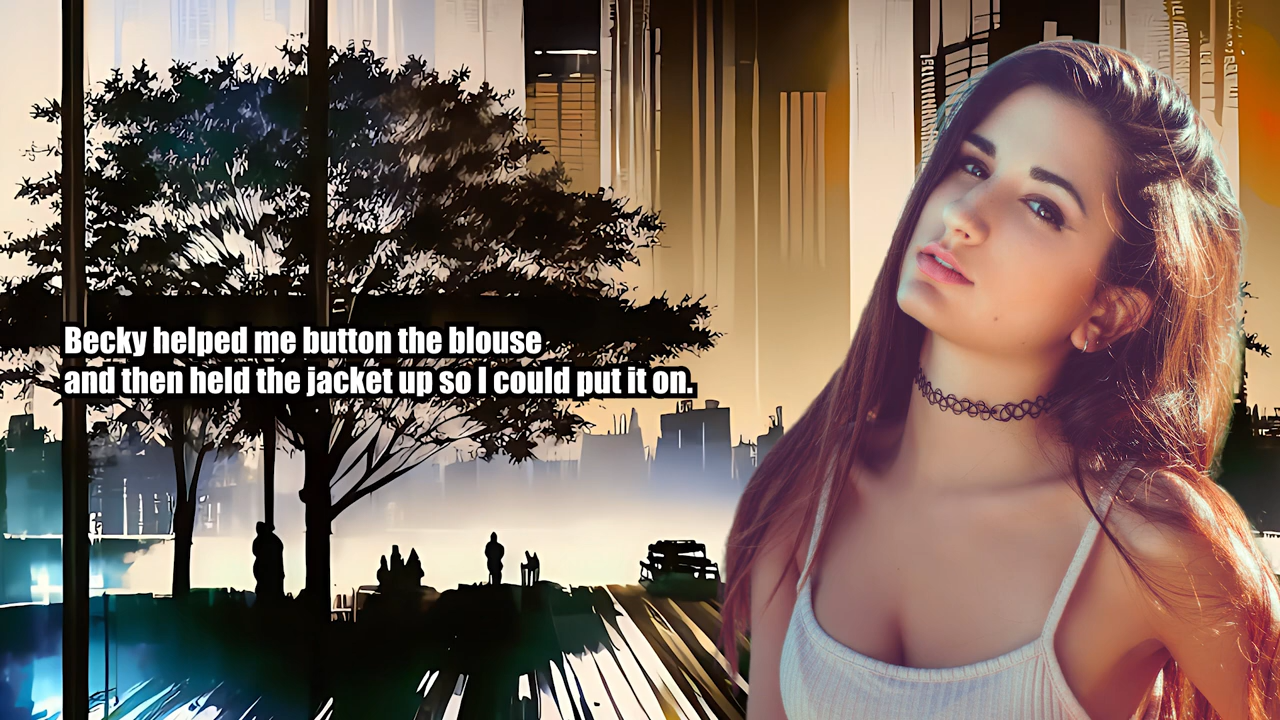 Becky helped me button the blouse
and then held the jacket up so I could put it on.